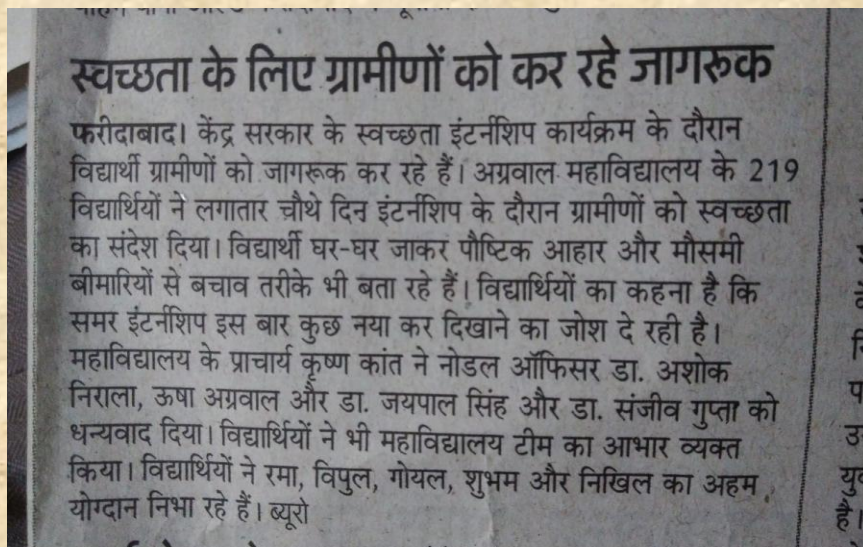 स्वच्छता के लिए ग्रामीणों को कर रहे जागरूक
फरीदाबाद। केंद्र सरकार के स्वच्छता इंटर्नशिप कार्यक्रम के दौरान
विद्यार्थी ग्रामीणों को जागरूक कर रहे हैं। अग्रवाल महाविद्यालय के 219
विद्यार्थियों ने लगातार चौथे दिन इंटर्नशिप के दौरान ग्रामीणों को स्वच्छता
का संदेश दिया। विद्यार्थी घर-घर जाकर पौष्टिक आहार और मौसमी
बीमारियों से बचाव तरीके भी बता रहे हैं। विद्यार्थियों का कहना है कि
समर इंटर्नशिप इस बार कुछ नया कर दिखाने का जोश दे रही है।
महाविद्यालय के प्राचार्य कृष्ण कांत ने नोडल ऑफिसर डा. अशोक
निराला, ऊषा अग्रवाल और डा. जयपाल सिंह और डा. संजीव गुप्ता को
धन्यवाद दिया। विद्यार्थियों ने भी महाविद्यालय टीम का आभार व्यक्त
किया। विद्यार्थियों ने रमा, विपुल, गोयल, शुभम और निखिल का अहम
योग्दान निभा रहे हैं। ब्यूरो